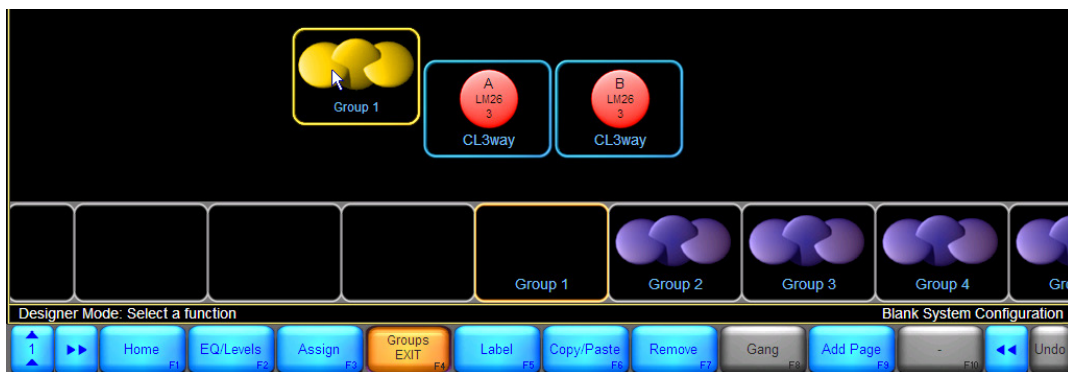 Group 1
A
LM26
3
CL3way
B
LM26
3
CL3way
Group 1
Group 2
Group 3
Group 4
Gr
Designer Mode: Select a function
Blank System Configuration
1
Home
F1
EQ/Levels
F2
Assign
F3
Groups
EXIT
F4
Label
F5
Copy/Paste
F6
Remove
F7
Gang
F8
Add Page
F9
-
F10
Undo